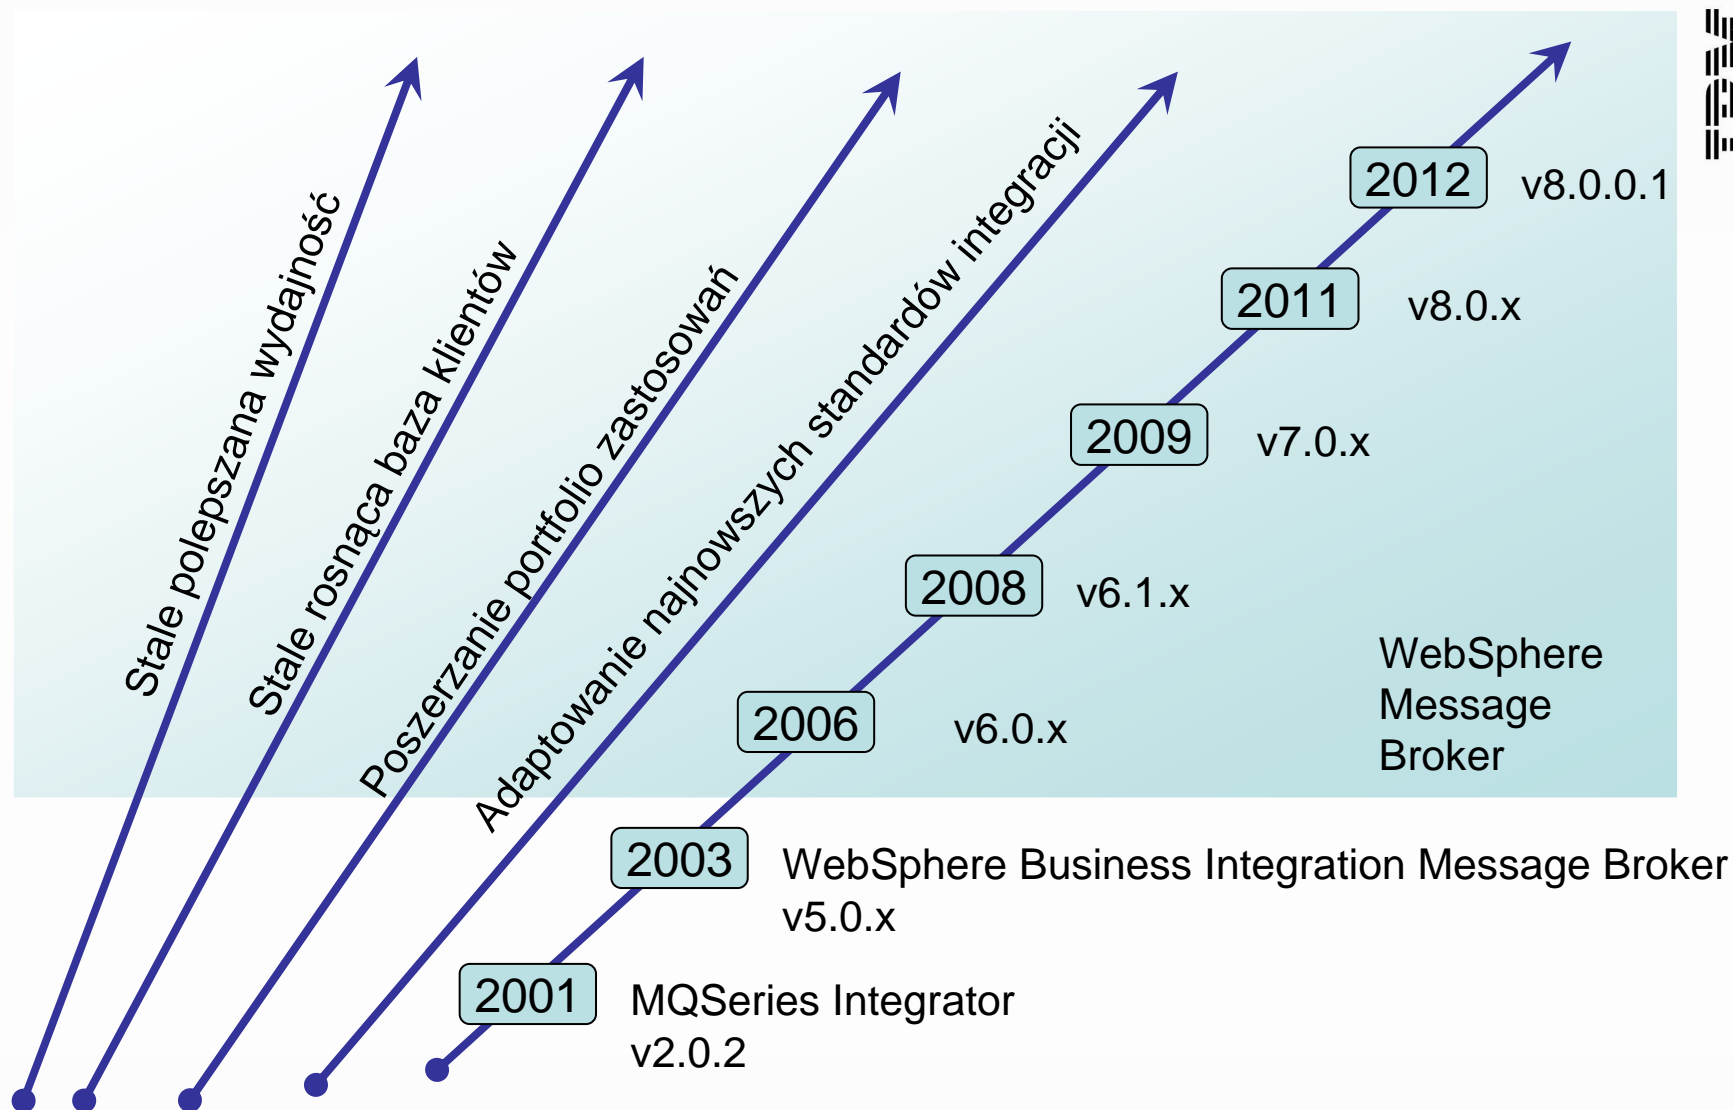 IBM
Stale polepszana wydajność
Stale rosnąca baza klientów
Poszerzanie portfolio zastosowań
Adaptowanie najnowszych standardów integracji
2012 v8.0.0.1
2011 v8.0.x
2009 v7.0.x
2008 v6.1.x
2006 v6.0.x
WebSphere
Message
Broker
2003 WebSphere Business Integration Message Broker
v5.0.x
2001 MQSeries Integrator
v2.0.2